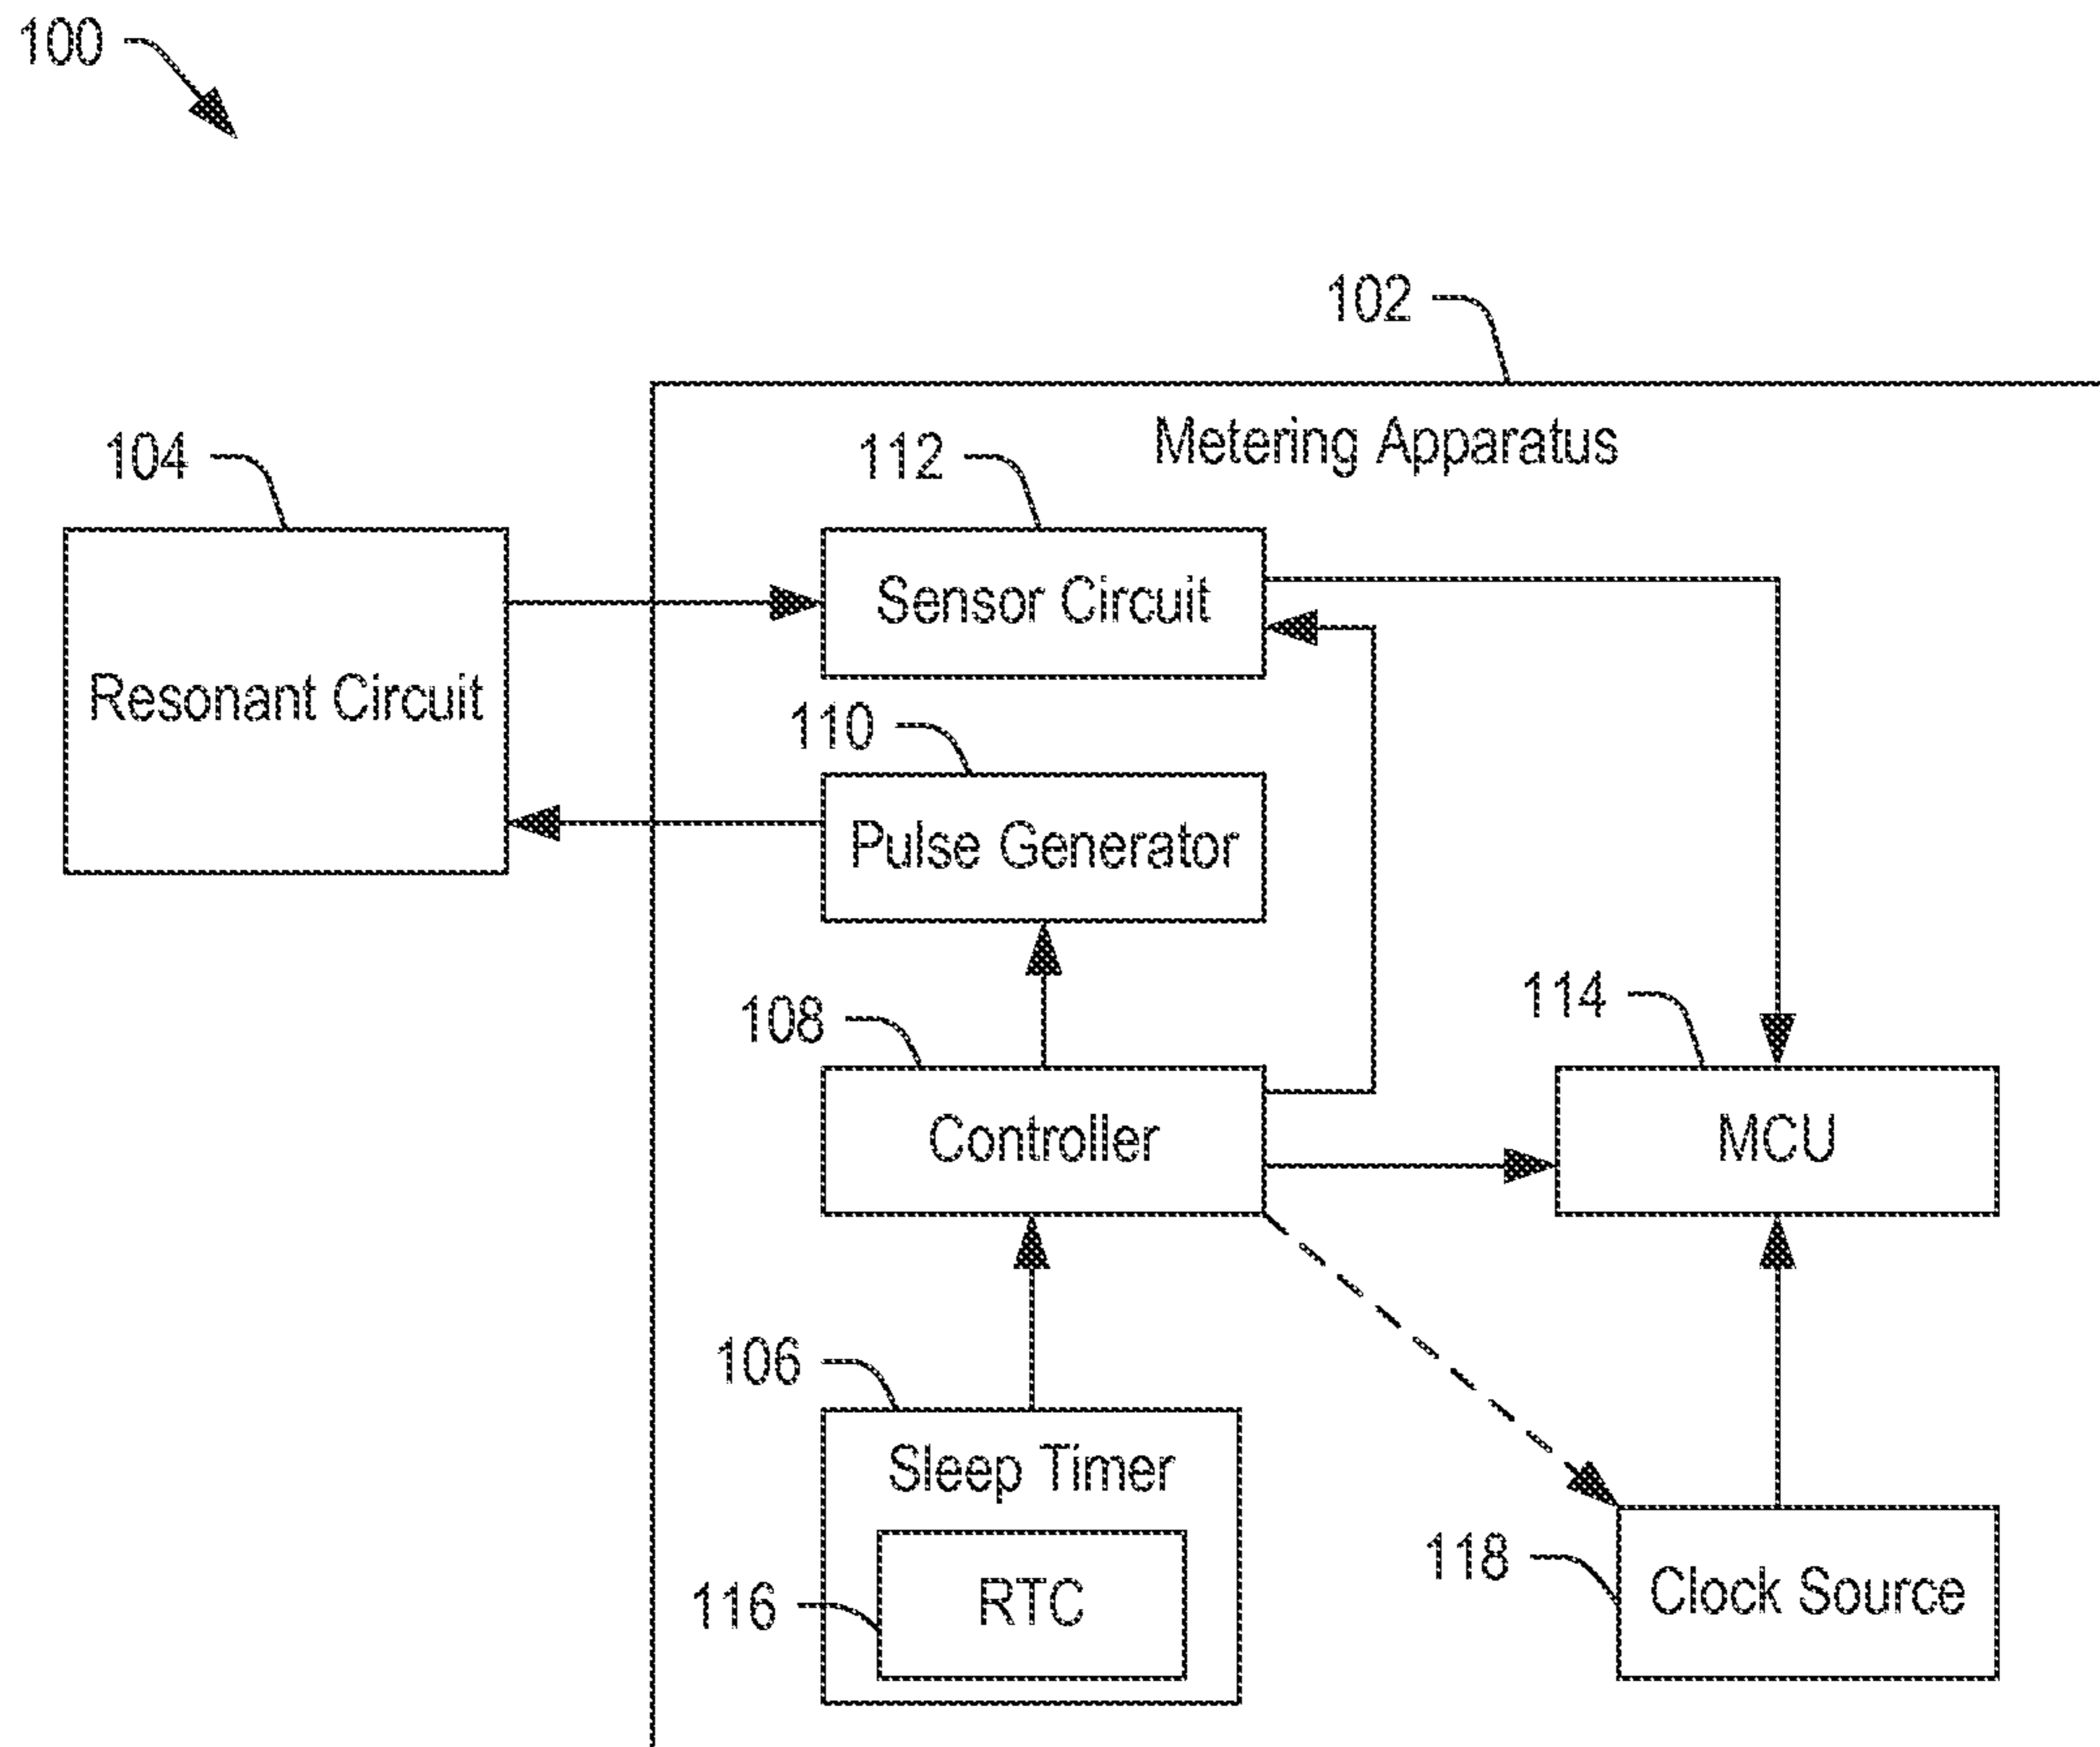 100
102
Metering Apparatus
104
112
Sensor Circuit
Resonant Circuit
110
Pulse Generator
108
114
Controller
MCU
106
Sleep Timer
118
Clock Source
116
RTC